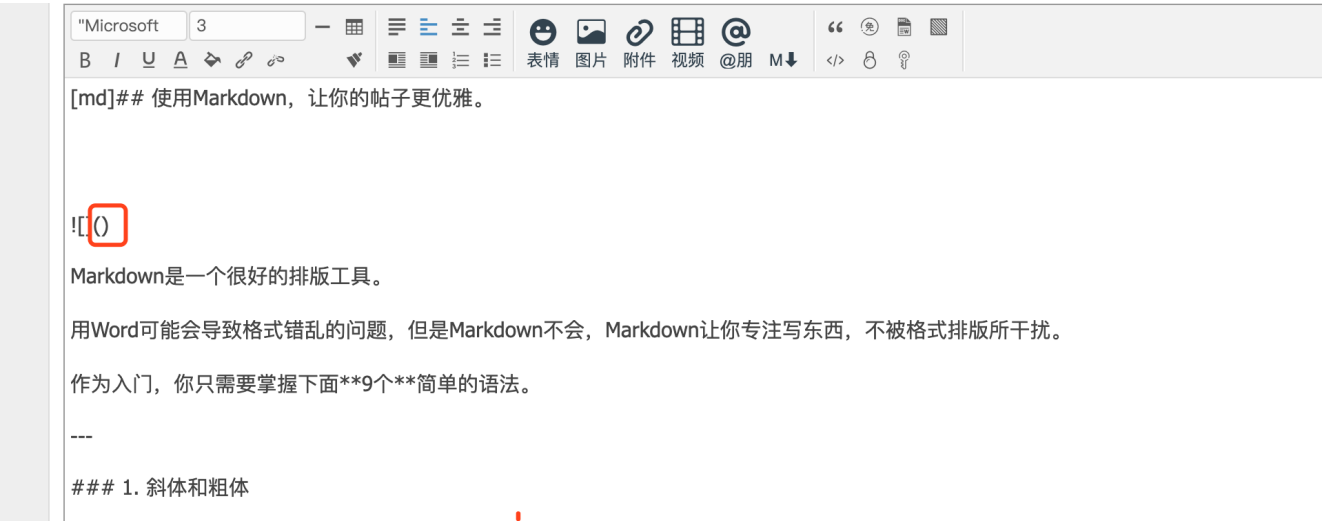 "Microsoft 3
B I U A
表情 图片 附件 视频 @朋 M⬇ </>
[md]## 使用Markdown，让你的帖子更优雅。
![]()
Markdown是一个很好的排版工具。
用Word可能会导致格式错乱的问题，但是Markdown不会，Markdown让你专注写东西，不被格式排版所干扰。
作为入门，你只需要掌握下面**9个**简单的语法。
---
### 1. 斜体和粗体